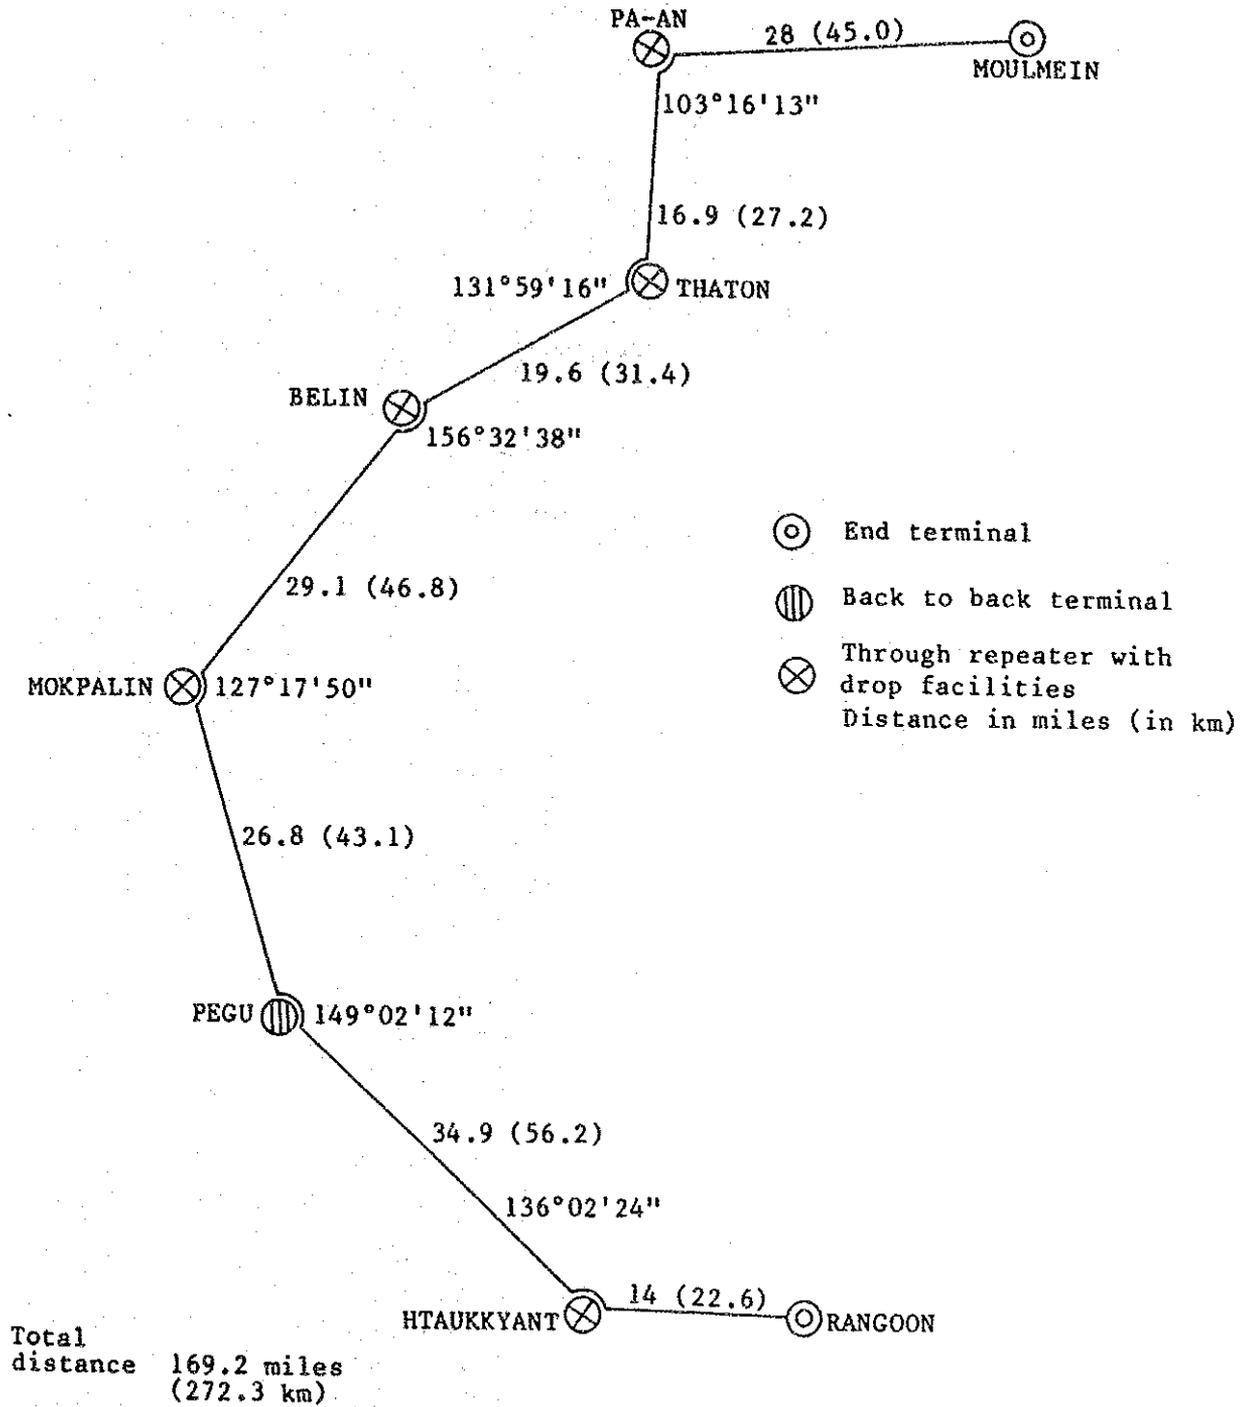 PA-AN
28 (45.0)
MOULMEIN
103°16'13"
16.9 (27.2)
131°59'16"
THATON
19.6 (31.4)
BELIN
156°32'38"
End terminal
29.1 (46.8)
Back to back terminal
Through repeater with
drop facilities
Distance in miles (in km)
MOKPALIN
127°17'50"
26.8 (43.1)
PEGU
149°02'12"
34.9 (56.2)
136°02'24"
14 (22.6)
HTAUKKYANT
RANGOON
Total
distance 169.2 miles
(272.3 km)